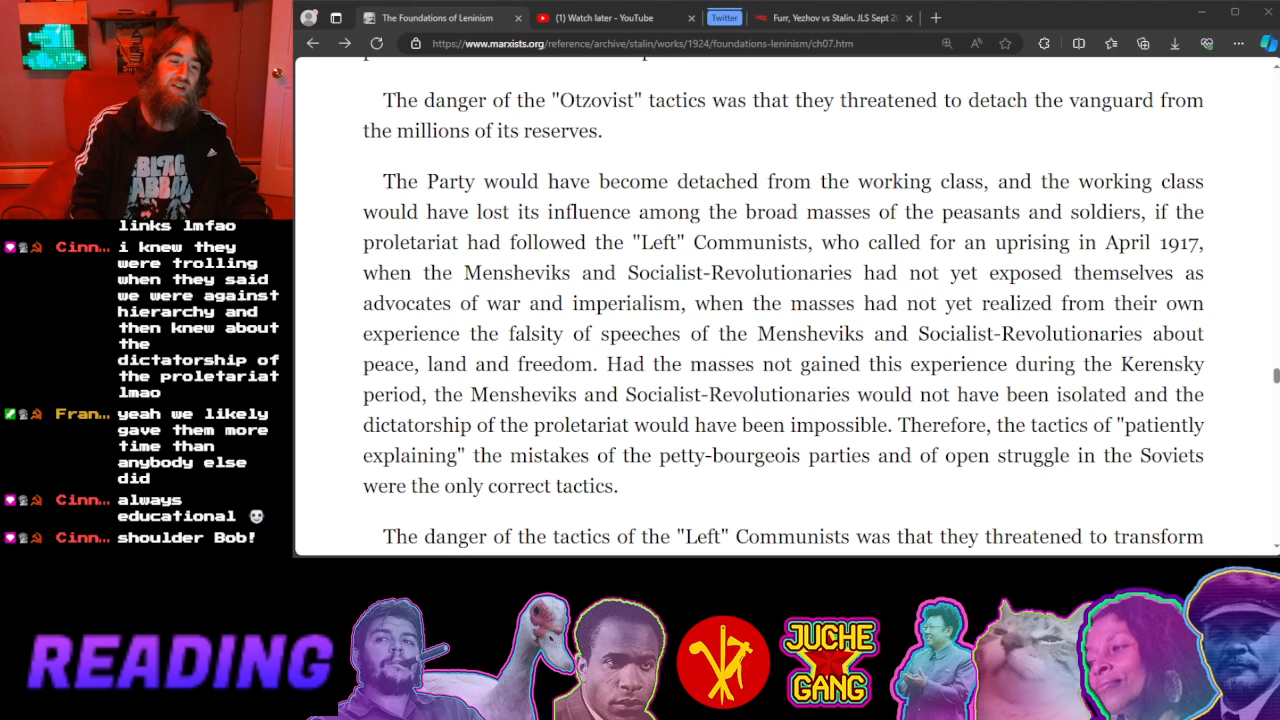 The Foundations of Leninism
(1) Watch later - YouTube
Twitter
Furr, Yezhov vs Stalin. JLS Sept 20
https://www.marxists.org/reference/archive/stalin/works/1924/foundations-leninism/ch07.htm
The danger of the "Otzovist" tactics was that they threatened to detach the vanguard from
the millions of its reserves.
The Party would have become detached from the working class, and the working class
would have lost its influence among the broad masses of the peasants and soldiers, if the
proletariat had followed the "Left" Communists, who called for an uprising in April 1917,
when the Mensheviks and Socialist-Revolutionaries had not yet exposed themselves as
advocates of war and imperialism, when the masses had not yet realized from their own
experience the falsity of speeches of the Mensheviks and Socialist-Revolutionaries about
peace, land and freedom. Had the masses not gained this experience during the Kerensky
period, the Mensheviks and Socialist-Revolutionaries would not have been isolated and the
dictatorship of the proletariat would have been impossible. Therefore, the tactics of "patiently
explaining" the mistakes of the petty-bourgeois parties and of open struggle in the Soviets
were the only correct tactics.
The danger of the tactics of the "Left" Communists was that they threatened to transform
BLACK
SABBATH
links lmfao
Cinn... i knew they
were trolling
when they said
we were against
hierarchy and
then knew about
the
dictatorship of
the proletariat
lmao
Fran... yeah we likely
gave them more
time than
anybody else
did
Cinn... always
educational
Cinn... shoulder Bob!
READING
JUCHE
GANG